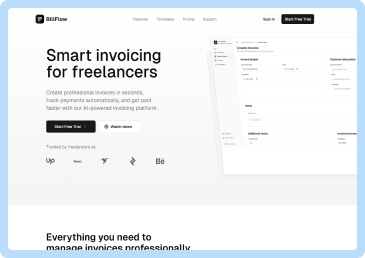 BillFlow
Features Templates Pricing Support
Sign in Start Free Trial
Smart invoicing
for freelancers
Create professional invoices in seconds,
track payments automatically, and get paid
faster with our AI-powered invoicing platform.
Start Free Trial Watch demo
Trusted by freelancers at:
Up
Bē
Create Invoice
Invoice Details
Customer Information
Items
Additional Notes
Invoice Summary
Everything you need to
manage invoices professionally